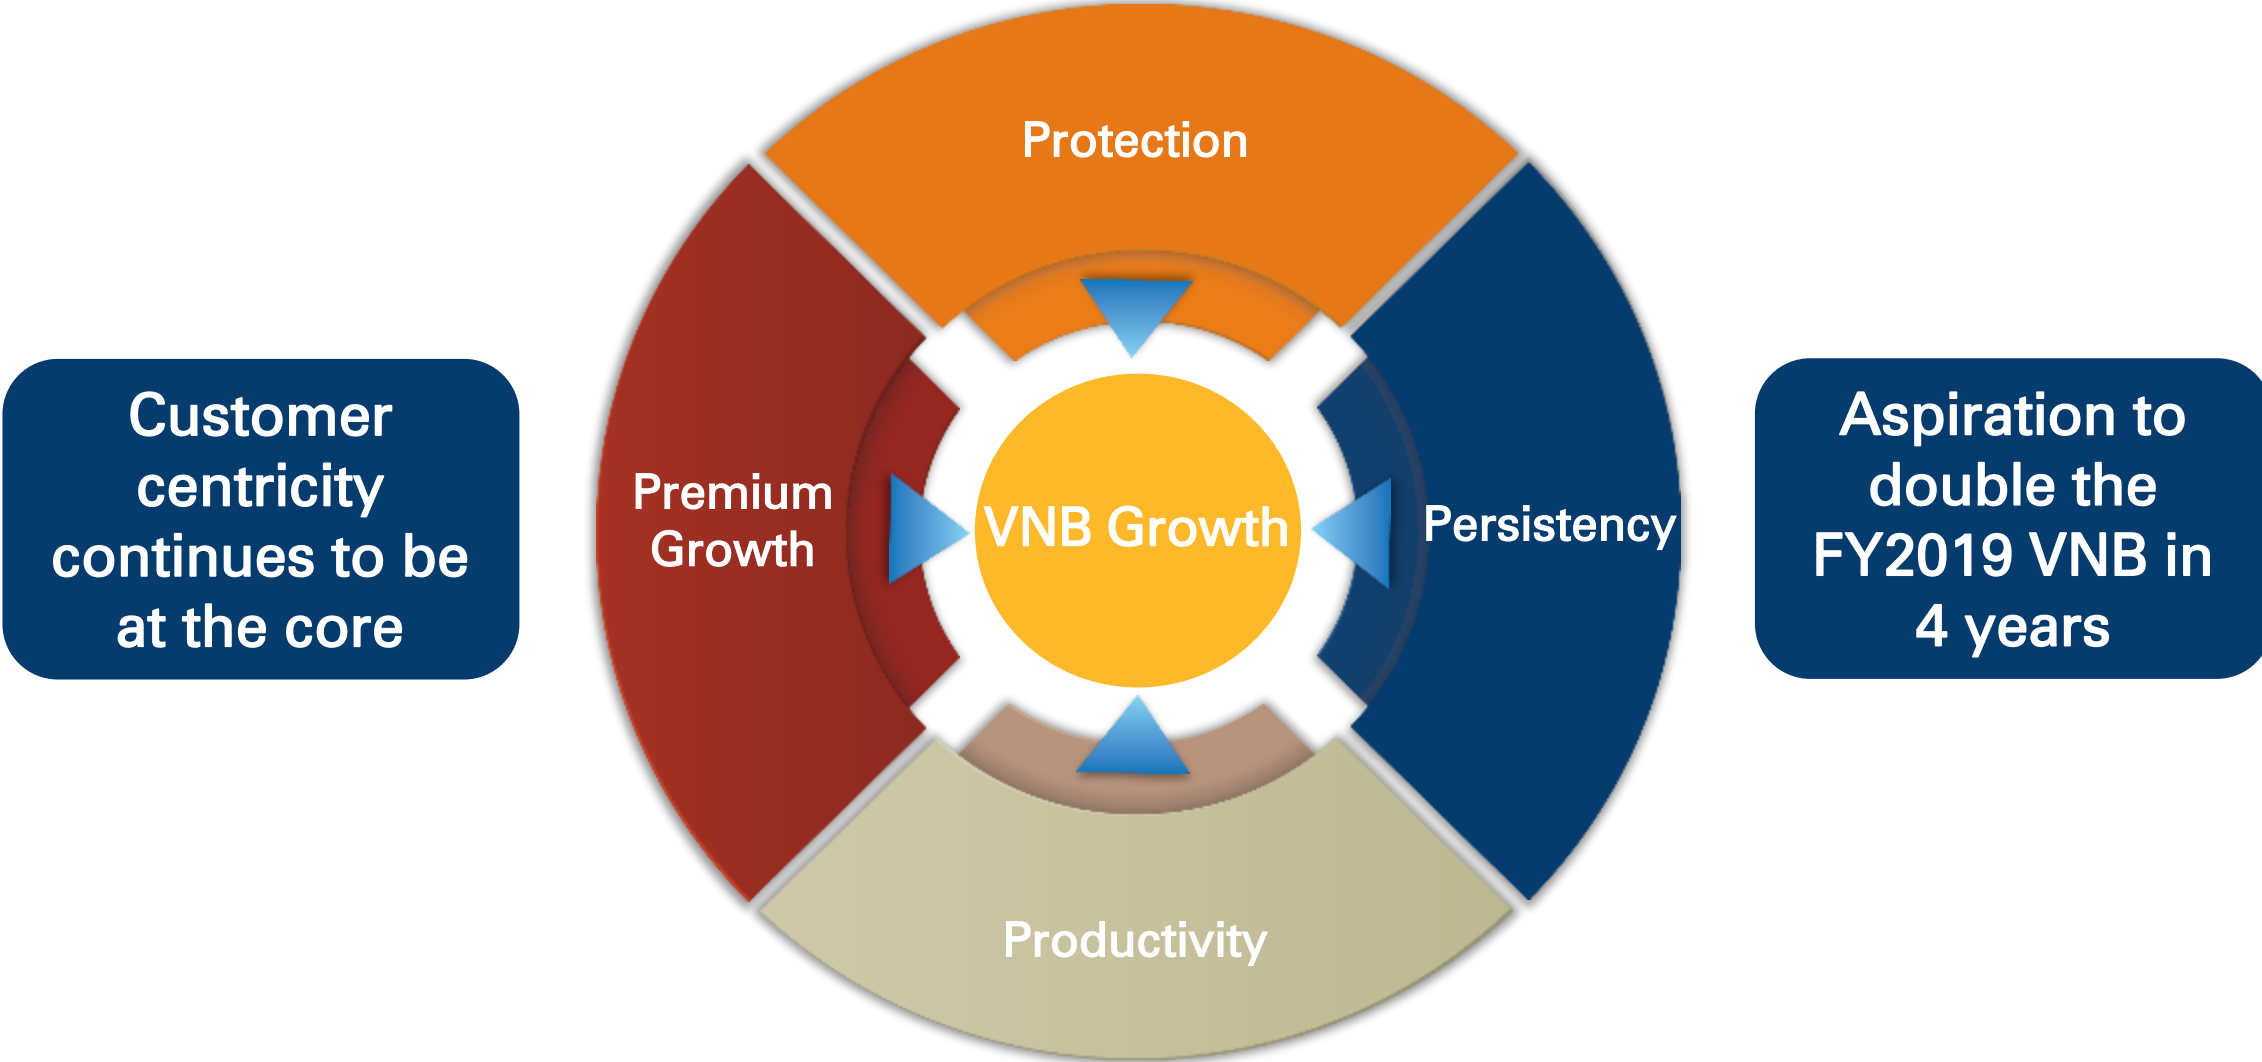 Protection
Customer
centricity
continues to be
at the core
Premium
Growth
VNB Growth
Persistency
Aspiration to
double the
FY2019 VNB in
4 years
Productivity